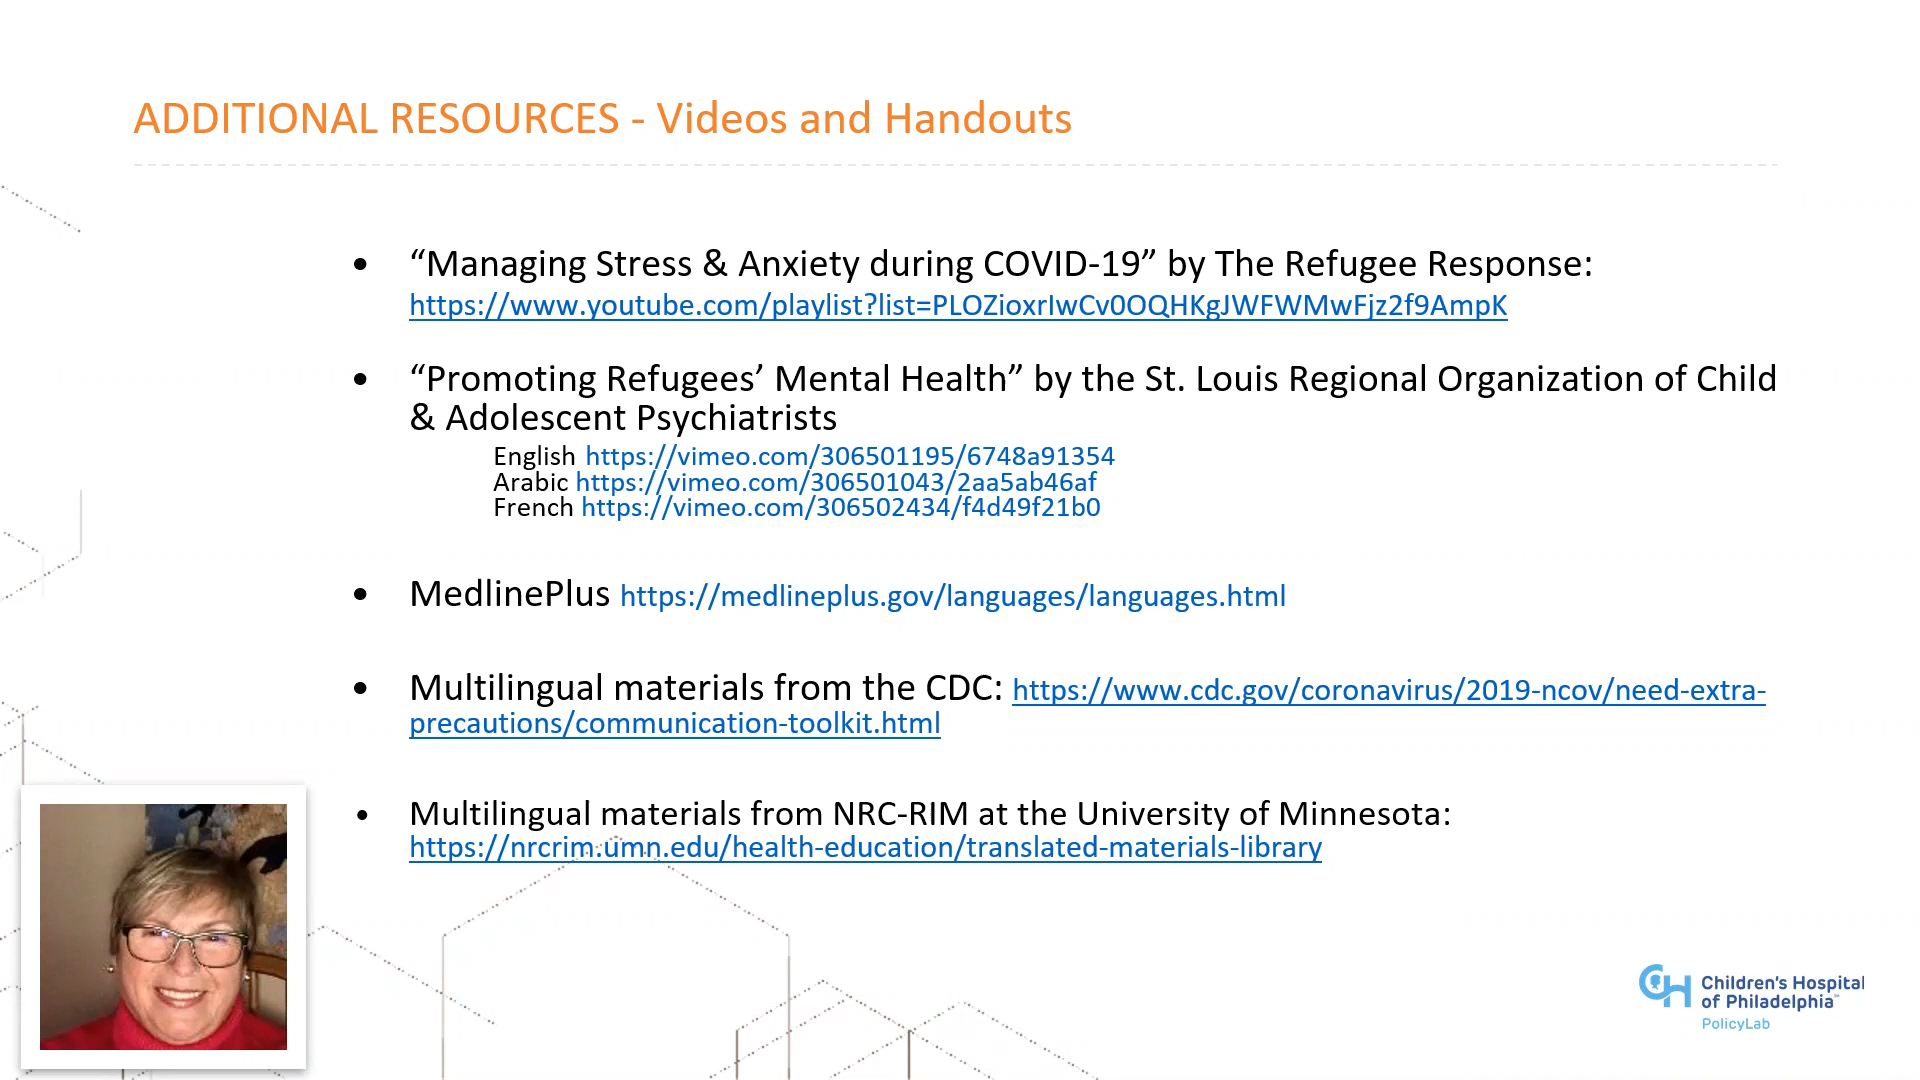 ADDITIONAL RESOURCES - Videos and Handouts
• “Managing Stress & Anxiety during COVID-19” by The Refugee Response:
https://www.youtube.com/playlist?list=PLOZioxrIwCv0OQHKgJWFWMwFjz2f9AmpK
• “Promoting Refugees’ Mental Health” by the St. Louis Regional Organization of Child
& Adolescent Psychiatrists
English https://vimeo.com/306501195/6748a91354
Arabic https://vimeo.com/306501043/2aa5ab46af
French https://vimeo.com/306502434/f4d49f21b0
• MedlinePlus https://medlineplus.gov/languages/languages.html
• Multilingual materials from the CDC: https://www.cdc.gov/coronavirus/2019-ncov/need-extra-
precautions/communication-toolkit.html
• Multilingual materials from NRC-RIM at the University of Minnesota:
https://nrcrim.umn.edu/health-education/translated-materials-library
CH Children’s Hospital
of Philadelphia™
PolicyLab